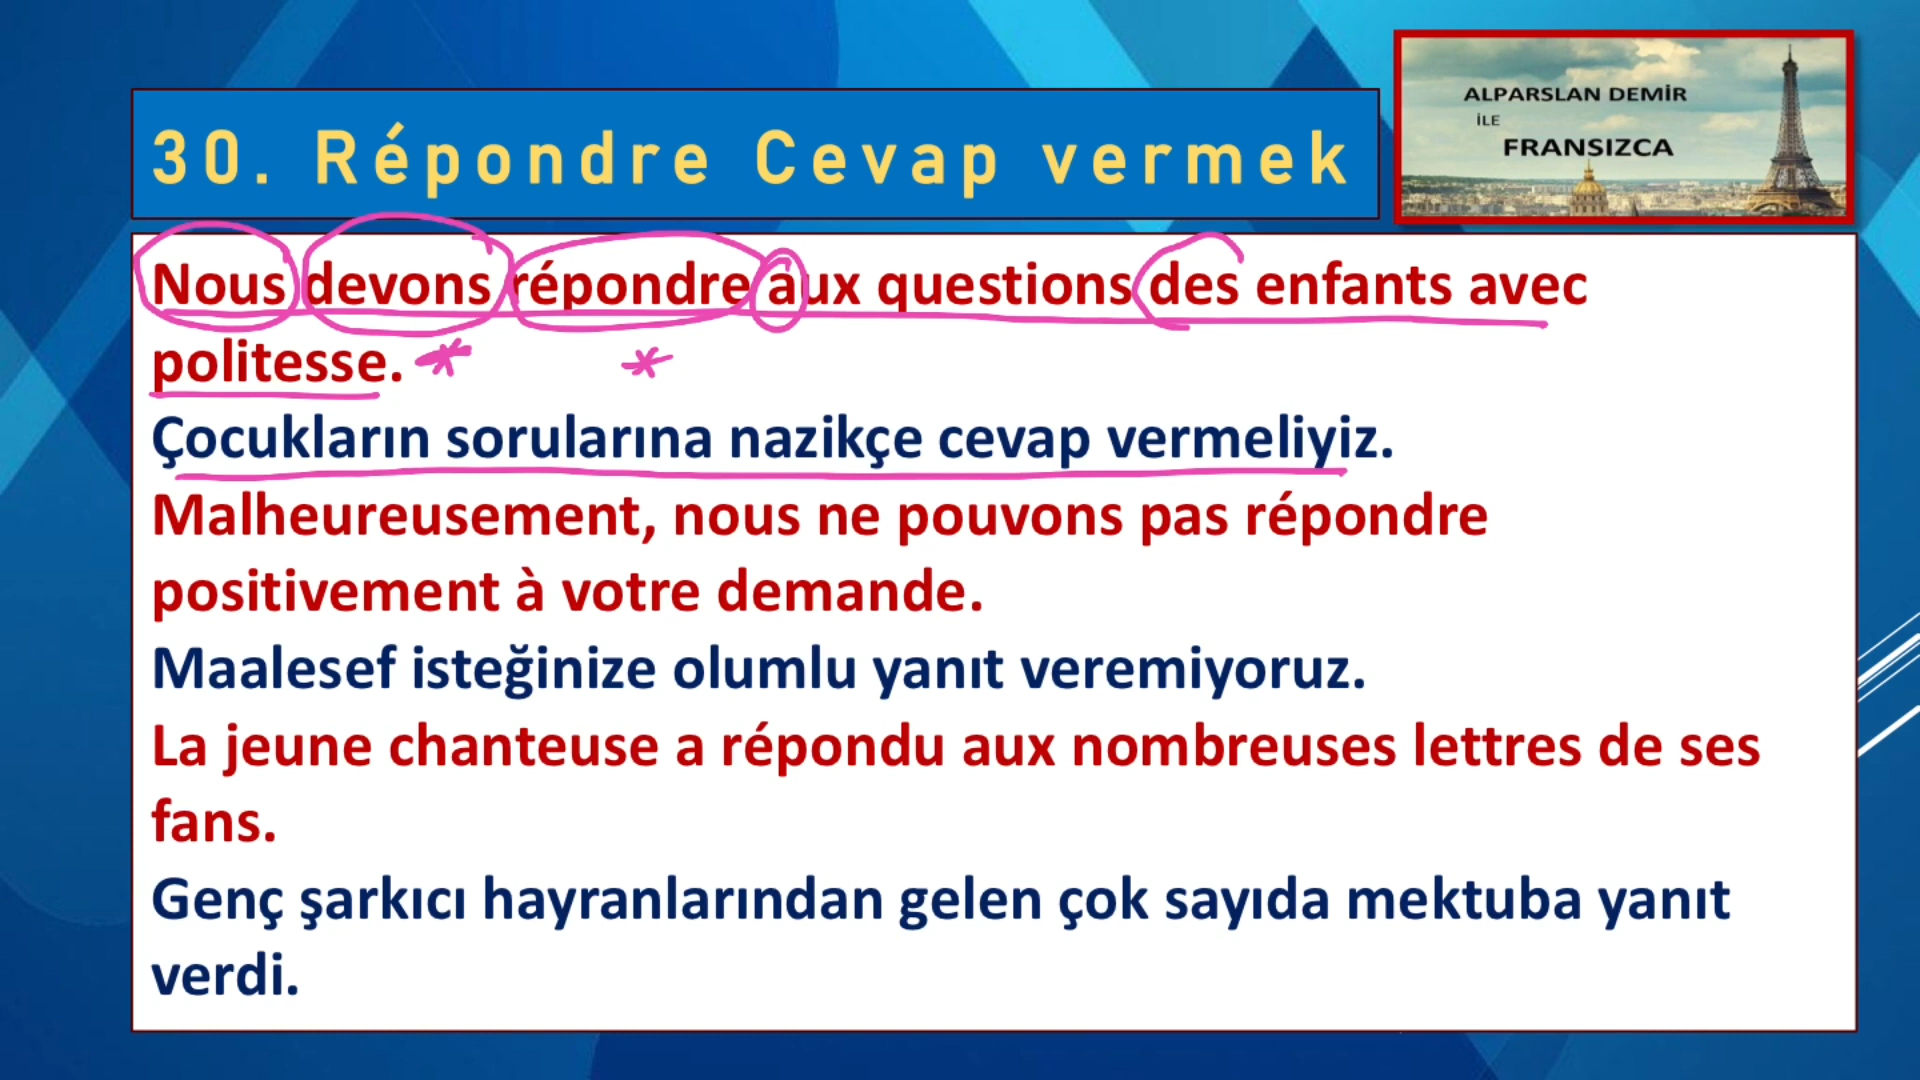 ALPARSLAN DEMİR
İLE
FRANSIZCA
30. Répondre Cevap vermek
Nous devons répondre aux questions des enfants avec
politesse.
Çocukların sorularına nazikçe cevap vermeliyiz.
Malheureusement, nous ne pouvons pas répondre
positivement à votre demande.
Maalesef isteğinize olumlu yanıt veremiyoruz.
La jeune chanteuse a répondu aux nombreuses lettres de ses
fans.
Genç şarkıcı hayranlarından gelen çok sayıda mektuba yanıt
verdi.